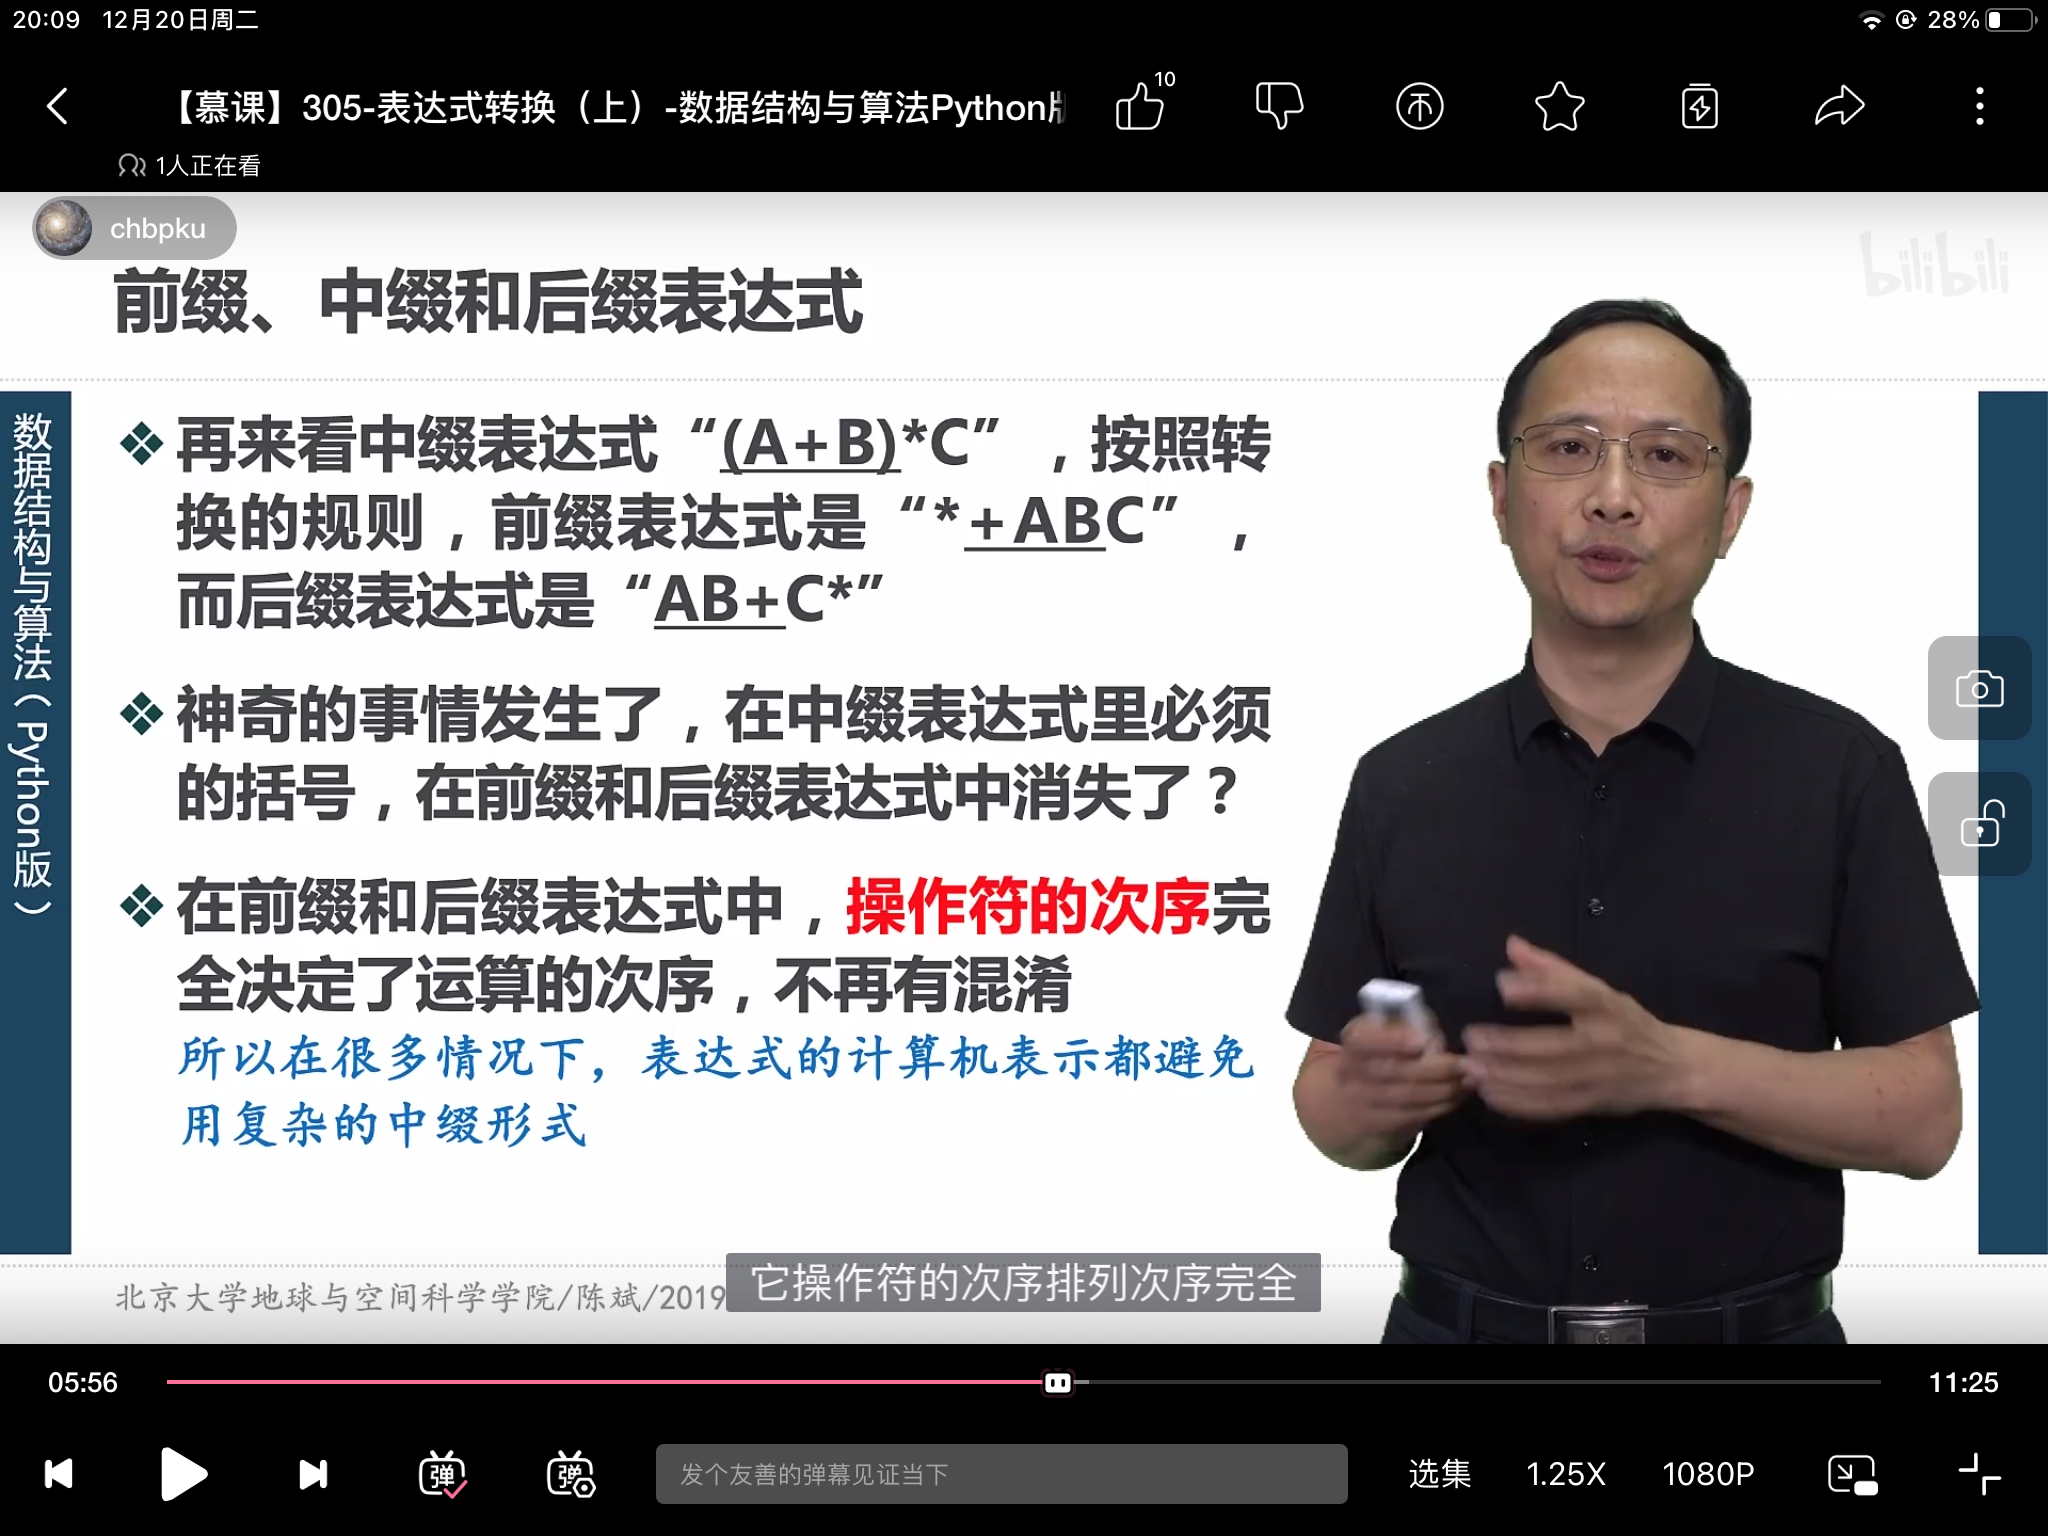 20:09 12月20日周二
28%
【慕课】305-表达式转换（上）-数据结构与算法Python
10
1人正在看
chbpku
bilibili
前缀、中缀和后缀表达式
数据结构与算法（Python版）
再来看中缀表达式“(A+B)*C”，按照转
换的规则，前缀表达式是“*+ABC”，
而后缀表达式是“AB+C*”
神奇的事情发生了，在中缀表达式里必须
的括号，在前缀和后缀表达式中消失了？
在前缀和后缀表达式中，操作符的次序完
全决定了运算的次序，不再有混淆
所以在很多情况下，表达式的计算机表示都避免
用复杂的中缀形式
北京大学地球与空间科学学院/陈斌/2019
它操作符的次序排列次序完全
05:56
11:25
弹
弹
发个友善的弹幕见证当下
选集
1.25X
1080P